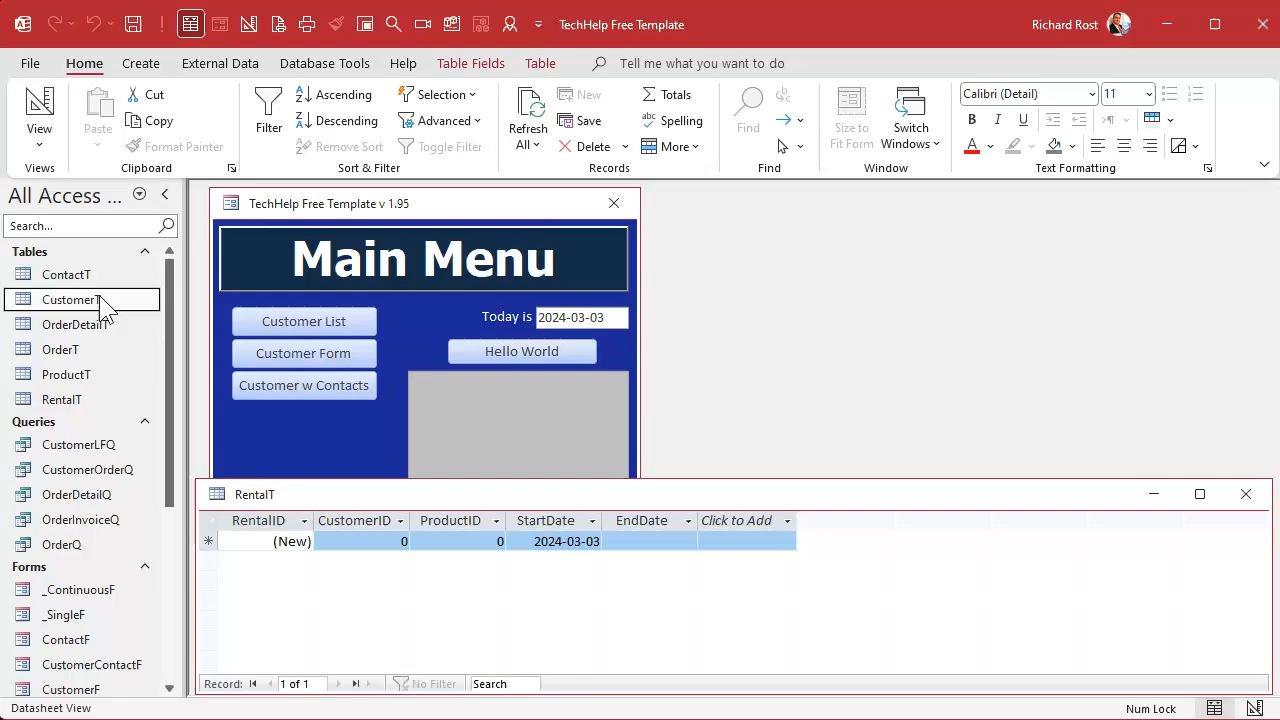 TechHelp Free Template
Richard Rost
File
Home
Create
External Data
Database Tools
Help
Table Fields
Table
Tell me what you want to do
View
Views
Paste
Cut
Copy
Format Painter
Clipboard
Filter
Ascending
Descending
Remove Sort
Selection
Advanced
Toggle Filter
Sort & Filter
Refresh
All
New
Save
Delete
Totals
Spelling
More
Records
Find
Find
Size to
Fit Form
Switch
Windows
Window
Calibri (Detail)
11
B I U
A
Text Formatting
All Access ...
Search...
Tables
ContactT
CustomerT
OrderDetailT
OrderT
ProductT
RentalT
Queries
CustomerLFQ
CustomerOrderQ
OrderDetailQ
OrderInvoiceQ
OrderQ
Forms
_ContinuousF
_SingleF
ContactF
CustomerContactF
CustomerF
TechHelp Free Template v 1.95
Main Menu
Customer List
Customer Form
Customer w Contacts
Today is 2024-03-03
Hello World
RentalT
RentalID CustomerID ProductID StartDate EndDate Click to Add
(New) 0 0 2024-03-03
Record: 1 of 1 No Filter Search
Datasheet View
Num Lock